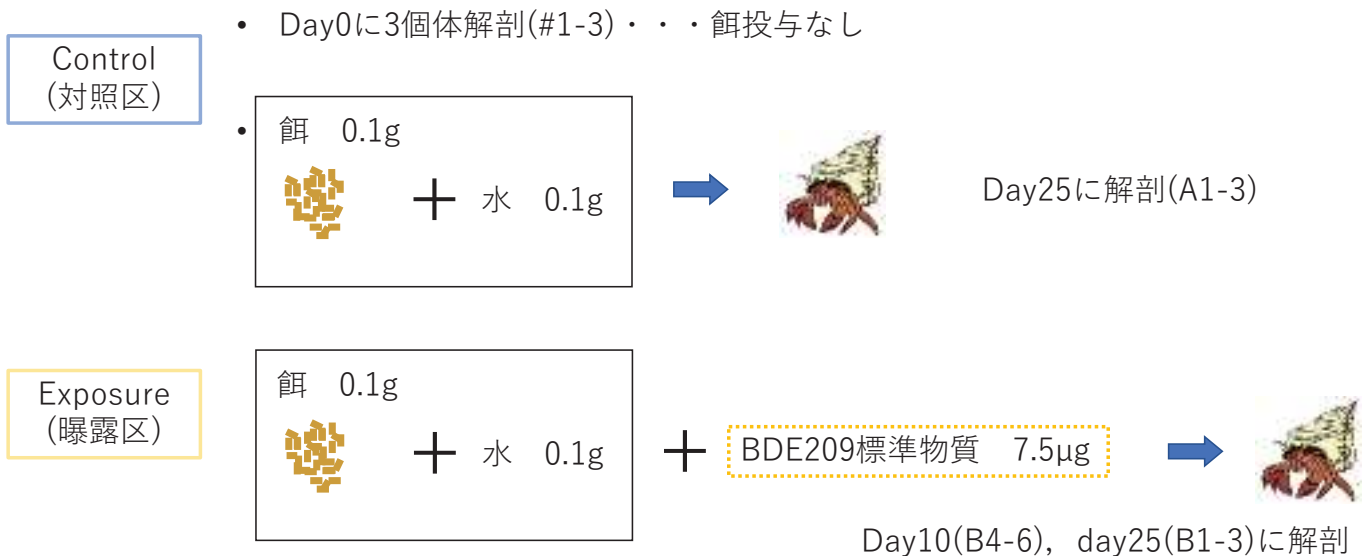 • Day0に3個体解剖(#1-3)・・・餌投与なし
Control
(対照区)
•
餌　0.1g
＋ 水　0.1g
Day25に解剖(A1-3)
Exposure
(曝露区)
餌　0.1g
＋ 水　0.1g
＋ BDE209標準物質　7.5μg
Day10(B4-6), day25(B1-3)に解剖